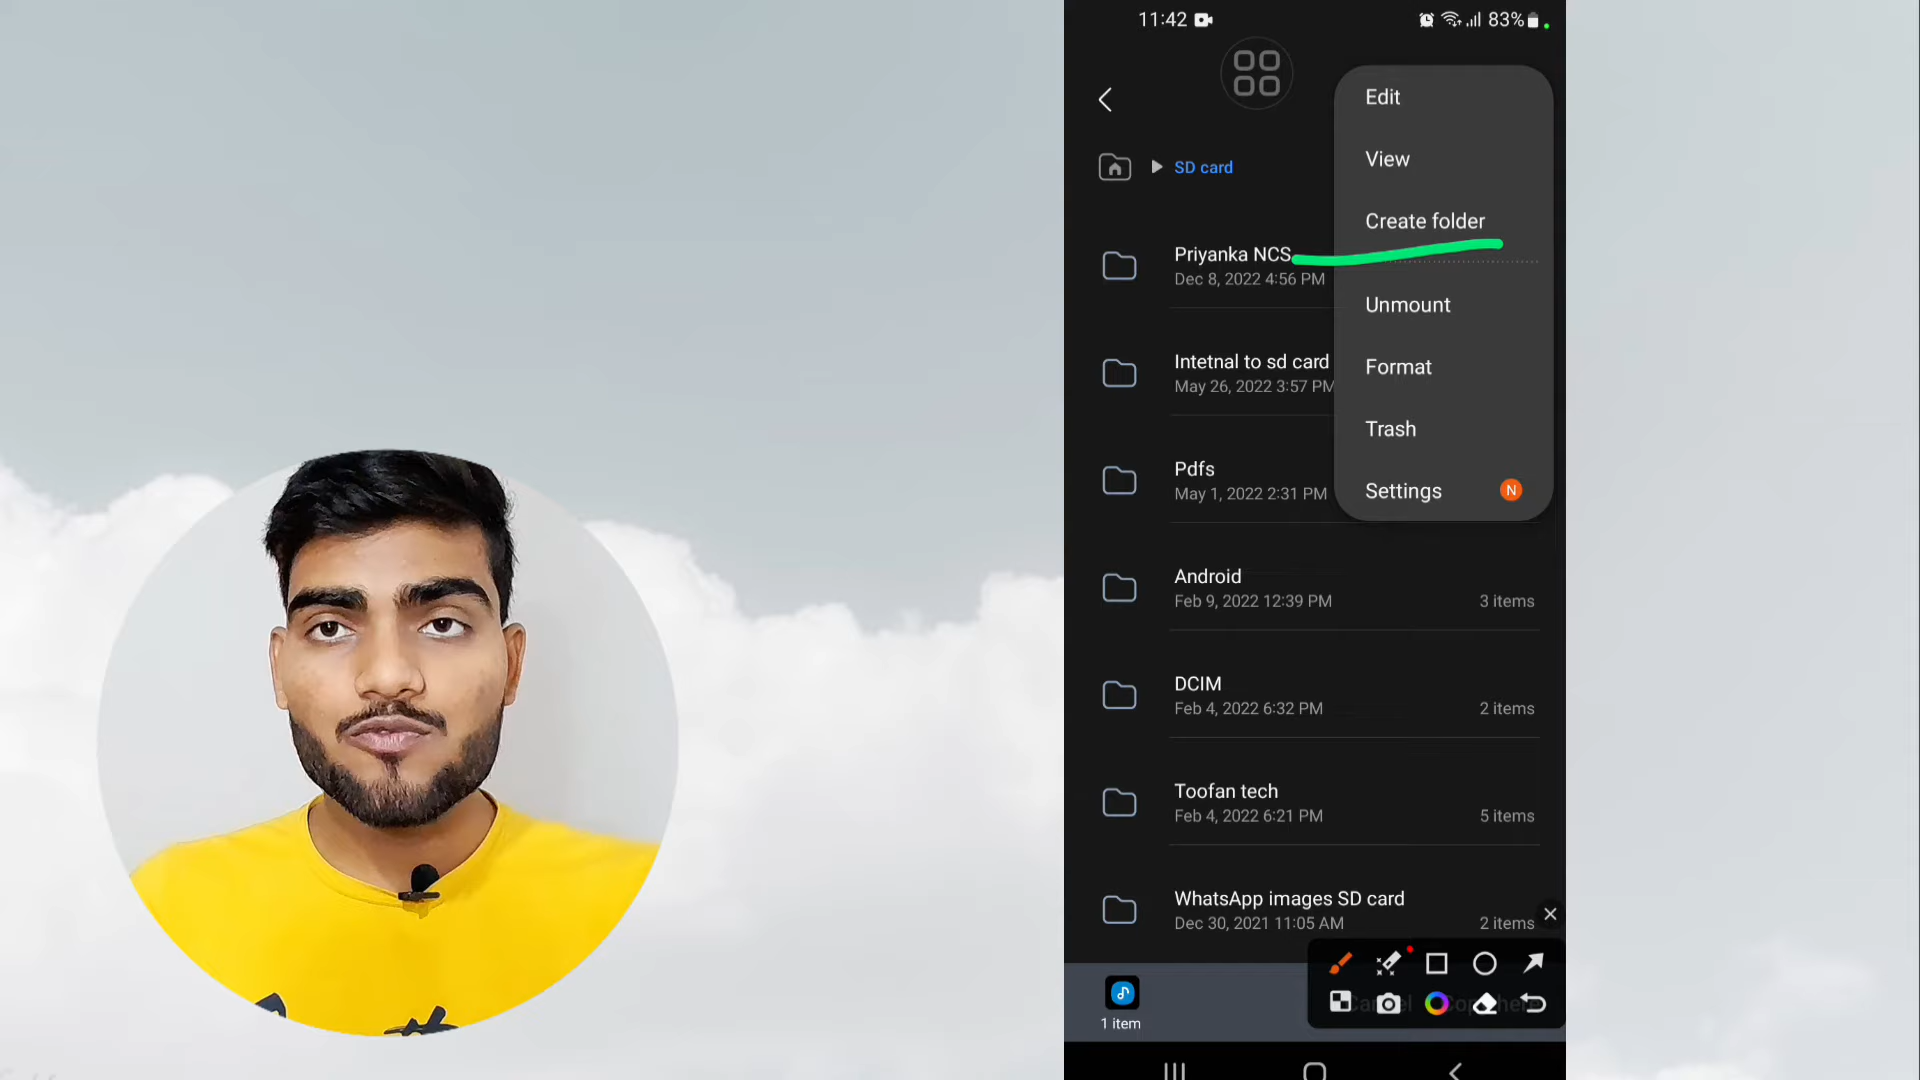 11:42
83%
Edit
View
SD card
Create folder
Priyanka NCS
Dec 8, 2022 4:56 PM
Unmount
Intetnal to sd card
May 26, 2022 3:57 PM
Format
Trash
Pdfs
May 1, 2022 2:31 PM
Settings
N
Android
Feb 9, 2022 12:39 PM
3 items
DCIM
Feb 4, 2022 6:32 PM
2 items
Toofan tech
Feb 4, 2022 6:21 PM
5 items
WhatsApp images SD card
Dec 30, 2021 11:05 AM
2 items
1 item